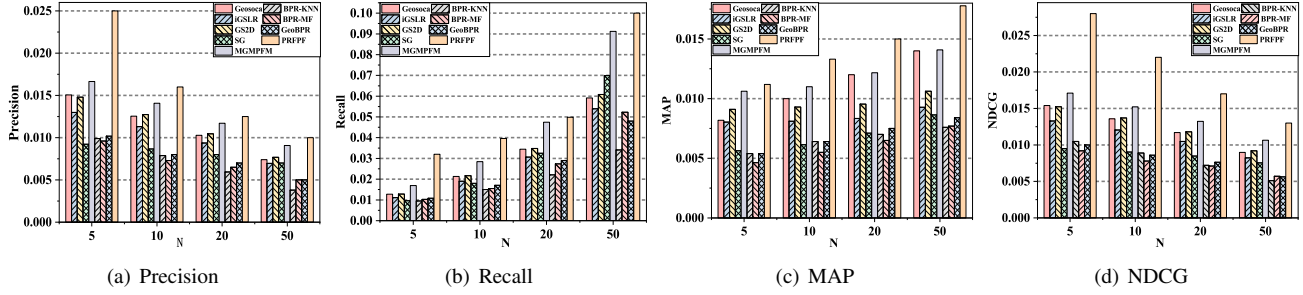 0.025
0.020
0.015
0.010
0.005
0.000
Precision
5 10 20 50
N
Geosoca BPR-KNN
iGSLR BPR-MF
GS2D GeoBPR
SG PRFPF
MGMPFM
(a) Precision
0.10
0.09
0.08
0.07
0.06
0.05
0.04
0.03
0.02
0.01
0.00
Recall
5 10 20 50
N
Geosoca BPR-KNN
iGSLR BPR-MF
GS2D GeoBPR
SG PRFPF
MGMPFM
(b) Recall
0.015
0.010
0.005
0.000
MAP
5 10 20 50
N
Geosoca BPR-KNN
iGSLR BPR-MF
GS2D GeoBPR
SG PRFPF
MGMPFM
(c) MAP
0.030
0.025
0.020
0.015
0.010
0.005
0.000
NDCG
5 10 20 50
N
Geosoca BPR-KNN
iGSLR BPR-MF
GS2D GeoBPR
SG PRFPF
MGMPFM
(d) NDCG